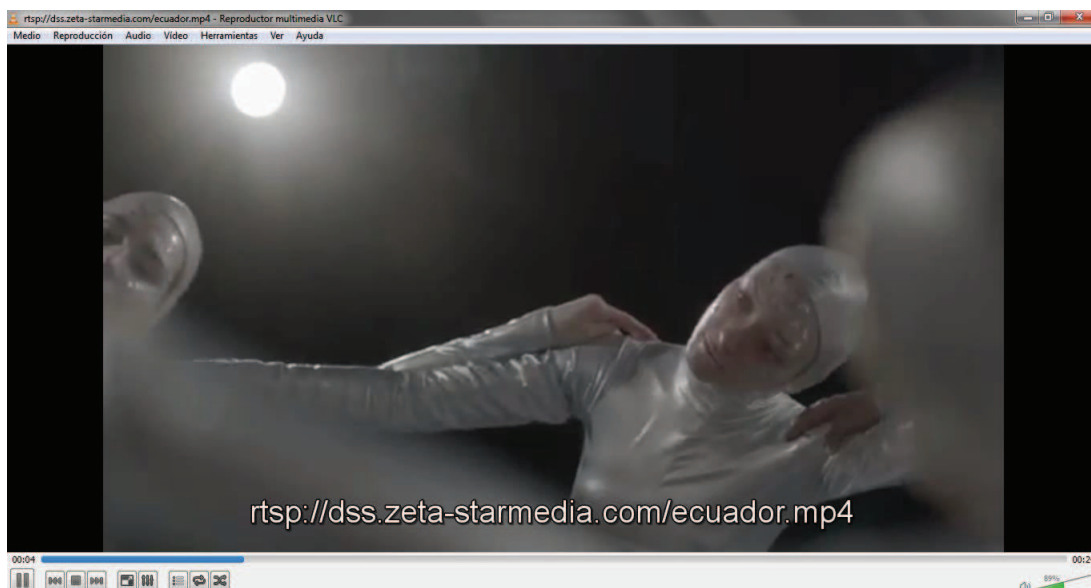 rtsp://dss.zeta-starmedia.com/ecuador.mp4 - Reproductor multimedia VLC
Medio Reproducción Audio Vídeo Herramientas Ver Ayuda
rtsp://dss.zeta-starmedia.com/ecuador.mp4
00:04
89%